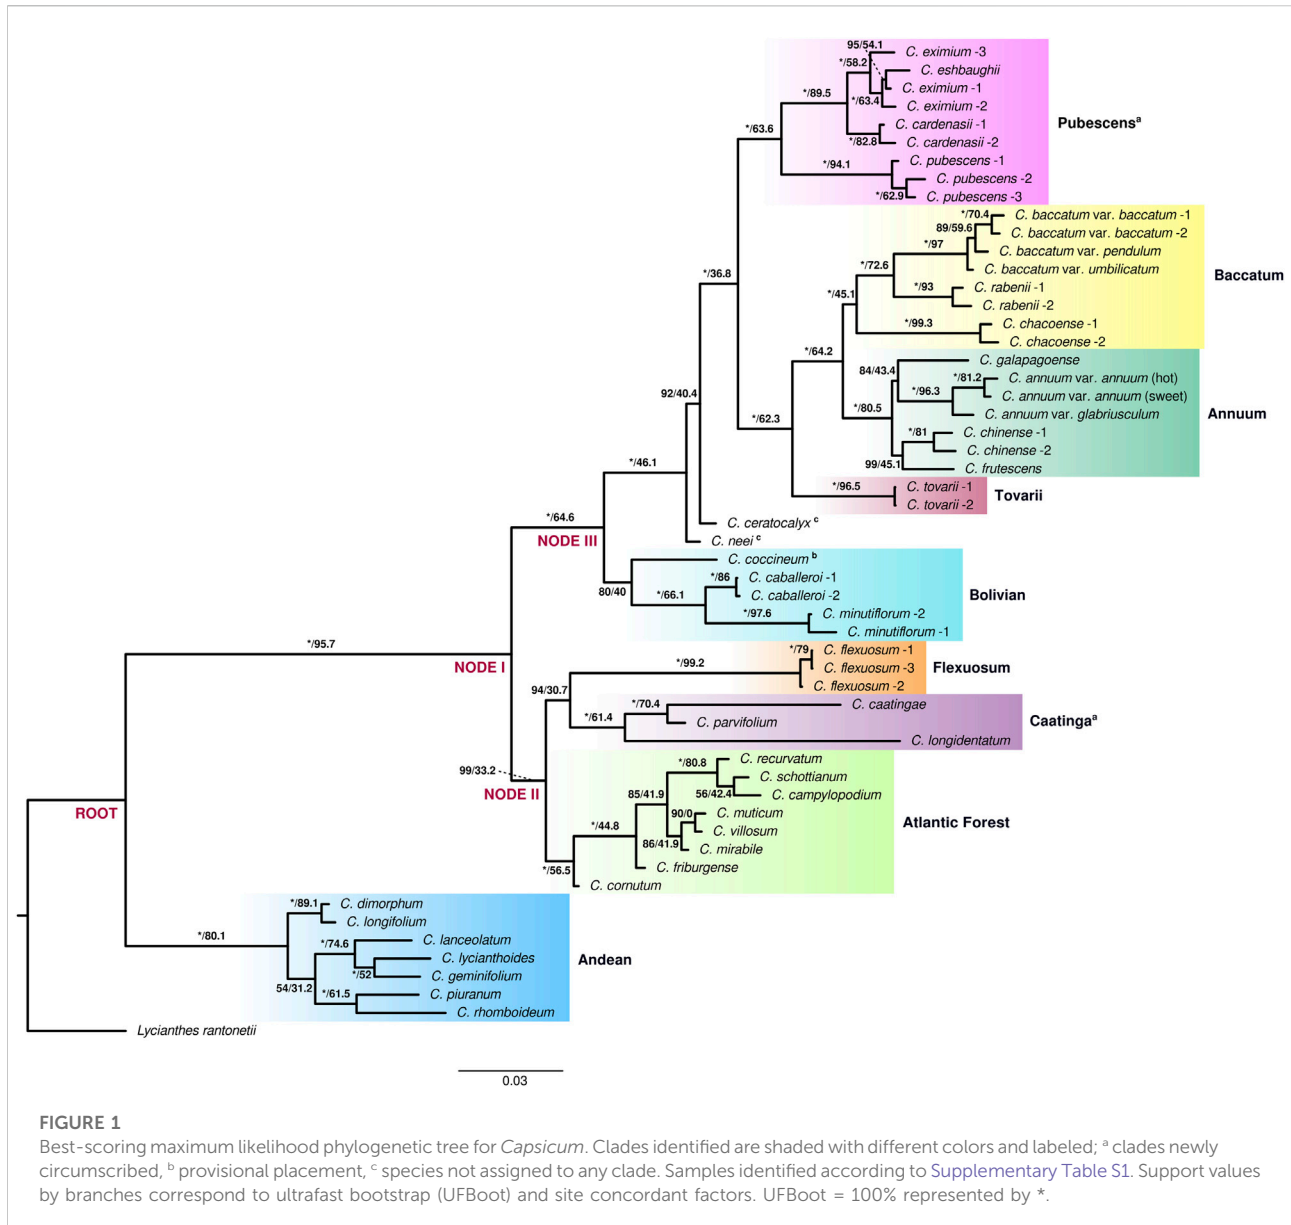 95/54.1
C. eximium -3
*/58.2
C. eshbaughii
*/89.5
C. eximium -1
*/63.4
C. eximium -2
*/63.6
C. cardenasii -1
Pubescensᵃ
*/82.8
C. cardenasii -2
*/94.1
C. pubescens -1
C. pubescens -2
*/62.9
C. pubescens -3
*/70.4
C. baccatum var. baccatum -1
89/59.6
C. baccatum var. baccatum -2
*/97
C. baccatum var. pendulum
*/72.6
C. baccatum var. umbilicatum
Baccatum
*/36.8
*/93
C. rabenii -1
*/45.1
C. rabenii -2
*/99.3
C. chacoense -1
C. chacoense -2
*/64.2
84/43.4
C. galapagoense
*/81.2
C. annuum var. annuum (hot)
*/96.3
C. annuum var. annuum (sweet)
92/40.4
*/80.5
C. annuum var. glabriusculum
Annuum
*/62.3
*/81
C. chinense -1
C. chinense -2
99/45.1
C. frutescens
*/46.1
*/96.5
C. tovarii -1
Tovarii
C. tovarii -2
*/64.6
C. ceratocalyx ᶜ
NODE III
C. neei ᶜ
C. coccineum ᵇ
*/86
C. caballeroi -1
80/40
*/66.1
C. caballeroi -2
Bolivian
*/97.6
C. minutiflorum -2
C. minutiflorum -1
*/95.7
*/79
C. flexuosum -1
NODE I
*/99.2
C. flexuosum -3
Flexuosum
94/30.7
C. flexuosum -2
*/70.4
C. caatingae
*/61.4
C. parvifolium
Caatingaᵃ
C. longidentatum
*/80.8
C. recurvatum
99/33.2
C. schottianum
NODE II
85/41.9
56/42.4
C. campylopodium
ROOT
90/0
C. muticum
Atlantic Forest
*/44.8
C. villosum
86/41.9
C. mirabile
*/56.5
C. friburgense
C. cornutum
*/89.1
C. dimorphum
C. longifolium
*/80.1
*/74.6
C. lanceolatum
C. lycianthoides
Andean
*/52
C. geminifolium
54/31.2
*/61.5
C. piuranum
C. rhomboideum
Lycianthes rantonetii
0.03
FIGURE 1
Best-scoring maximum likelihood phylogenetic tree for Capsicum. Clades identified are shaded with different colors and labeled; ᵃ clades newly
circumscribed, ᵇ provisional placement, ᶜ species not assigned to any clade. Samples identified according to Supplementary Table S1. Support values
by branches correspond to ultrafast bootstrap (UFBoot) and site concordant factors. UFBoot = 100% represented by *.